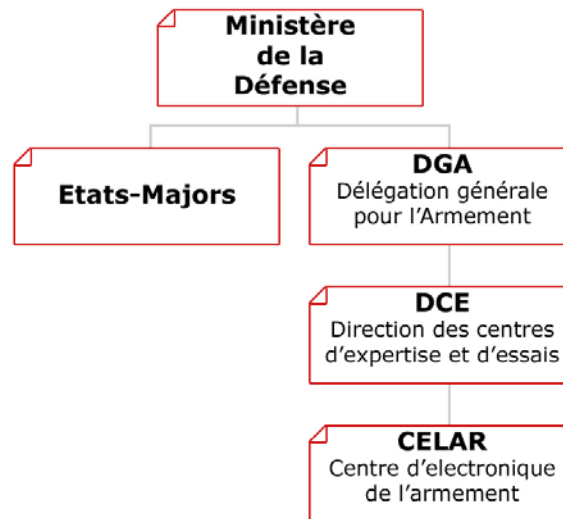 Ministère
de la
Défense
Etats-Majors
DGA
Délégation générale
pour l'Armement
DCE
Direction des centres
d'expertise et d'essais
CELAR
Centre d'electronique
de l'armement